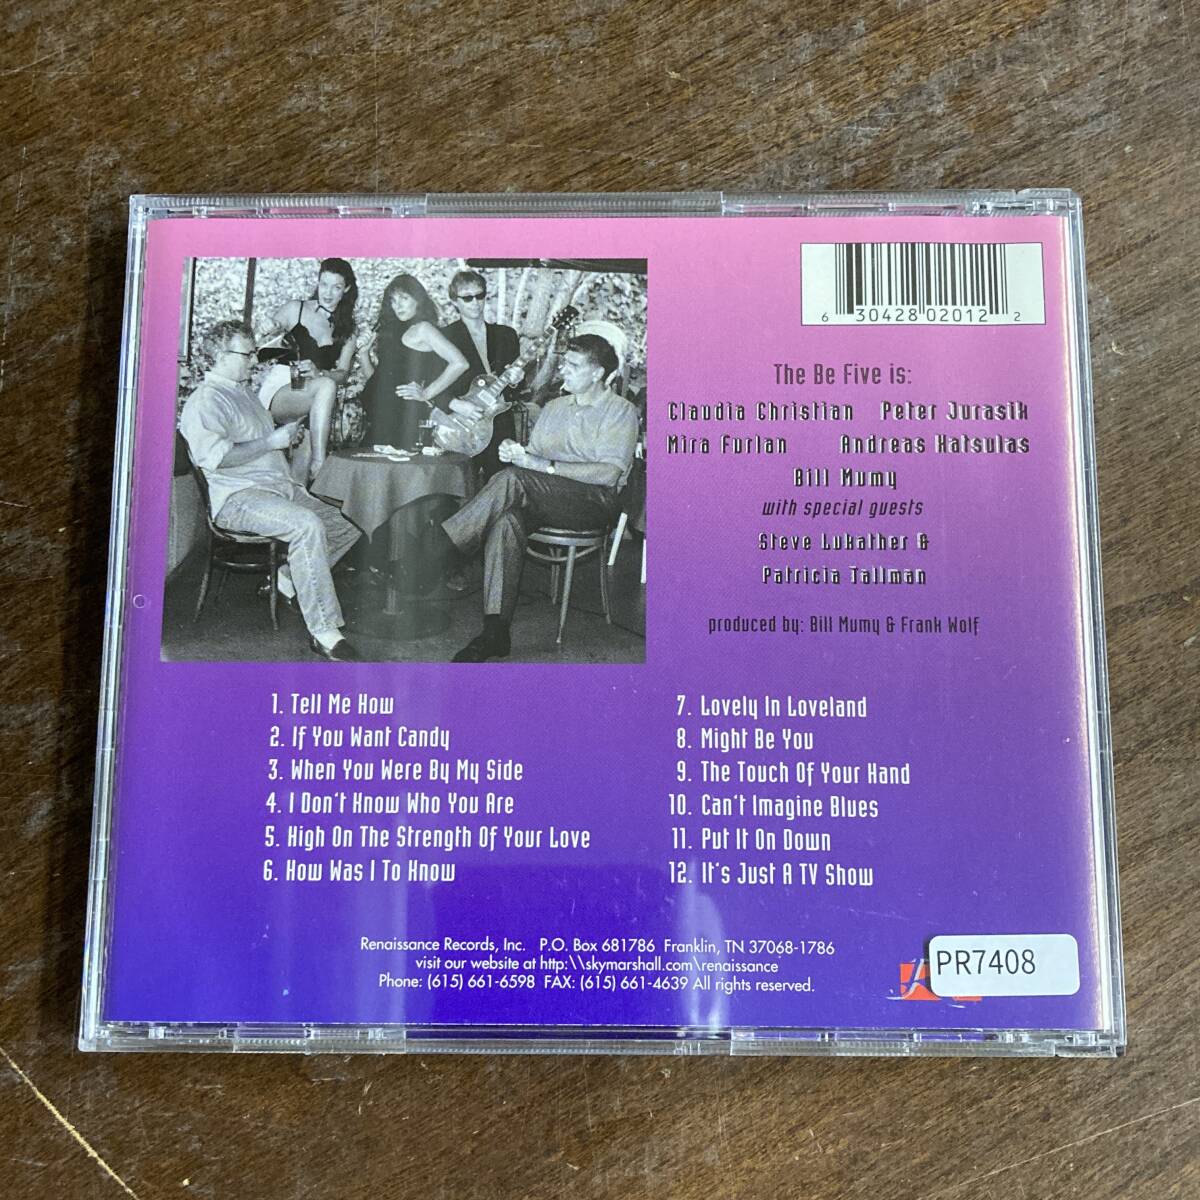 6 30428 02012 2
The Be Five is:
Claudia Christian Peter Jurasik
Mira Furlan Andreas Katsulas
Bill Mumy
with special guests
Steve Lukather &
Patricia Tallman
produced by: Bill Mumy & Frank Wolf
1. Tell Me How
2. If You Want Candy
3. When You Were By My Side
4. I Don't Know Who You Are
5. High On The Strength Of Your Love
6. How Was I To Know
7. Lovely In Loveland
8. Might Be You
9. The Touch Of Your Hand
10. Can't Imagine Blues
11. Put It On Down
12. It's Just A TV Show
Renaissance Records, Inc. P.O. Box 681786 Franklin, TN 37068-1786
visit our website at http:\\skymarshall.com\renaissance
Phone: (615) 661-6598 FAX: (615) 661-4639 All rights reserved.
PR7408